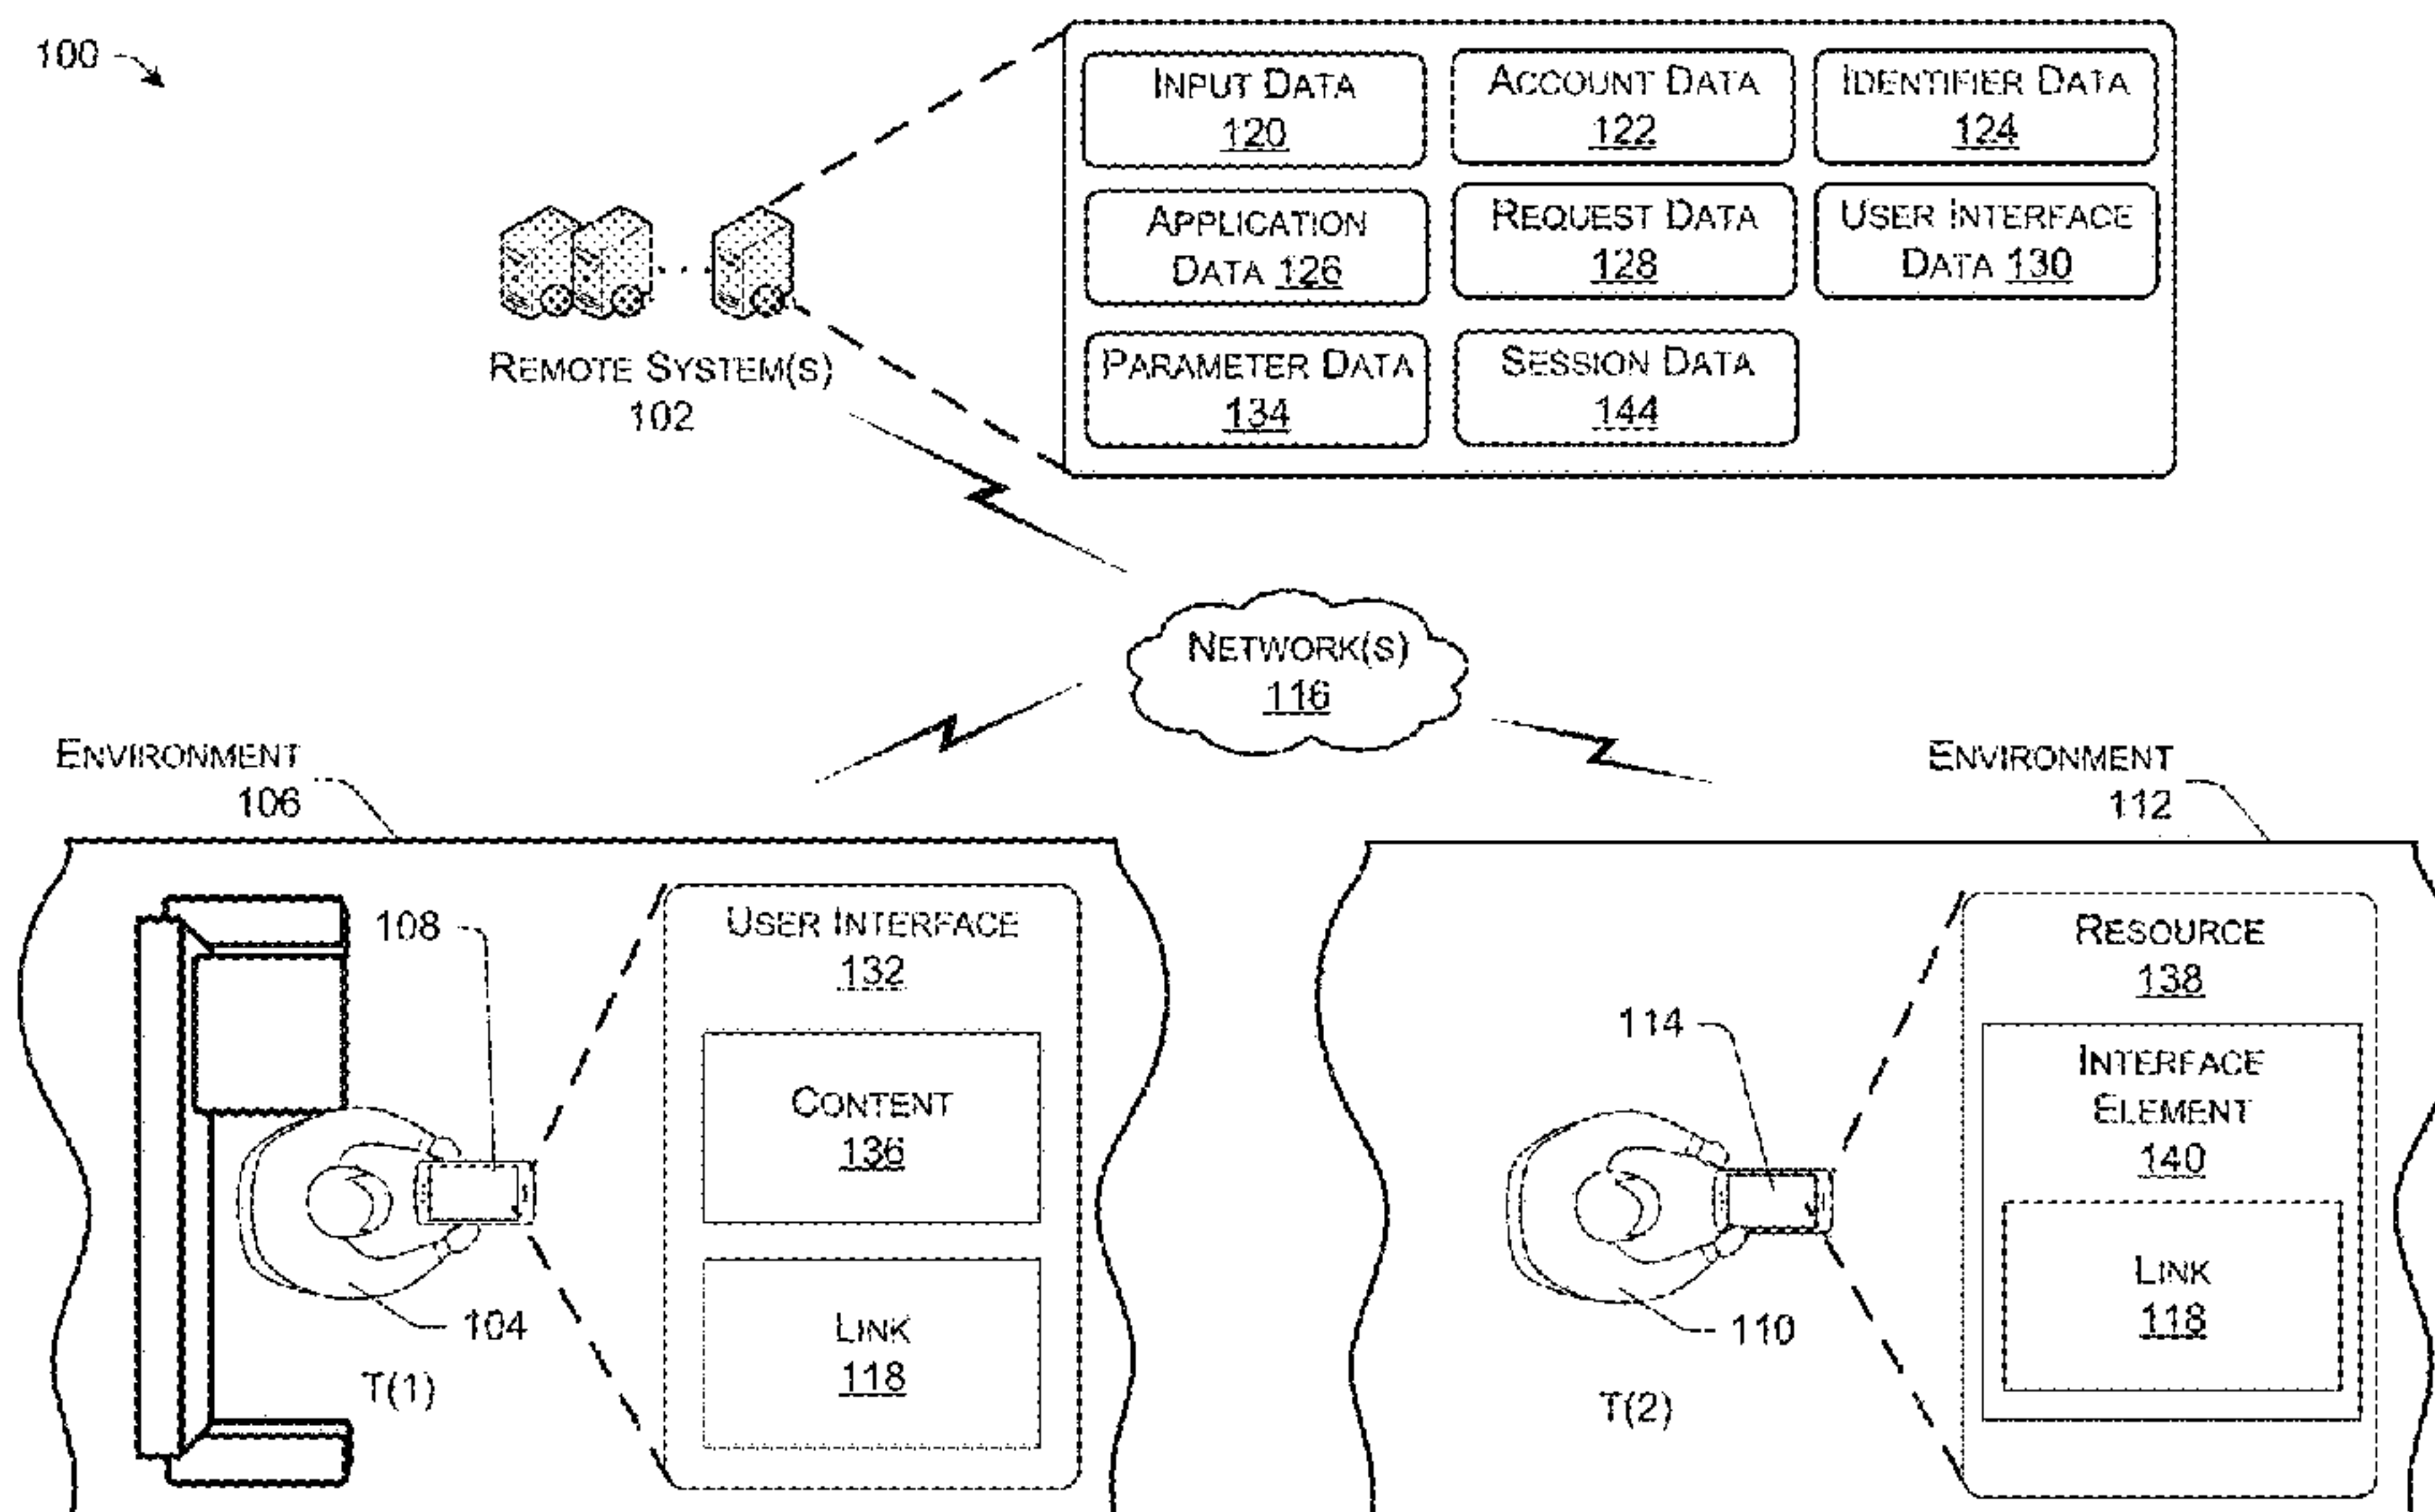 100
INPUT DATA
120
ACCOUNT DATA
122
IDENTIFIER DATA
124
APPLICATION
DATA 126
REQUEST DATA
128
USER INTERFACE
DATA 130
PARAMETER DATA
134
SESSION DATA
144
REMOTE SYSTEM(S)
102
NETWORK(S)
116
ENVIRONMENT
106
ENVIRONMENT
112
108
USER INTERFACE
132
CONTENT
136
LINK
118
104
T(1)
114
RESOURCE
138
INTERFACE
ELEMENT
140
LINK
118
110
T(2)